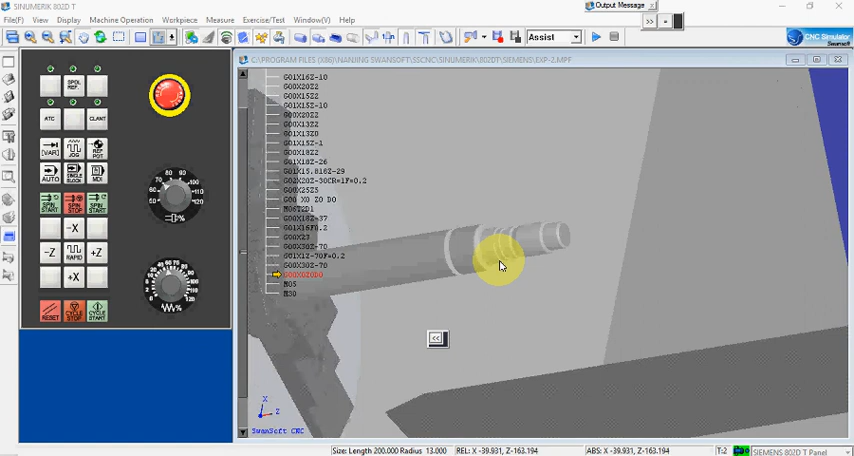 SINUMERIK 802D T
Output Message
File(F) View Display Machine Operation Workpiece Measure Exercise/Test Window(V) Help
Assist
CNC Simulator
Swansoft
C:\PROGRAM FILES (X86)\NANJING SWANSOFT\SSCNC\SINUMERIK\802DT\SIEMENS\EXP-2.MPF
SPOL REF.
ATC
CLAMT
[VAR]
JOG
REF POT
AUTO
SINGLE BLOCK
MDI
SPIN START
SPIN STOP
SPIN START
-X
-Z
RAPID
+Z
+X
RESET
CYCLE STOP
CYCLE START
G01X16Z-10
G00X20Z2
G00X15Z2
G01X15Z-10
G00X20Z2
G00X13Z2
G01X13Z0
G01X15Z-1
G00X18Z2
G01X18Z-26
G01X15.816Z-29
G02X20Z-30CR=1F=0.2
G00X25Z5
G00 X0 Z0 D0
M06T2D1
G00X18Z-37
G01X16F0.2
G00X23
G00X30Z-70
G01X1Z-70F=0.2
G00X30Z-70
G00X0Z0D0
M05
M30
X
Z
SwanSoft CNC
Size: Length 200.000 Radius 13.000 REL: X -39.931, Z-163.194 ABS: X -39.931, Z-163.194 T:2 SIEMENS 802D T Panel